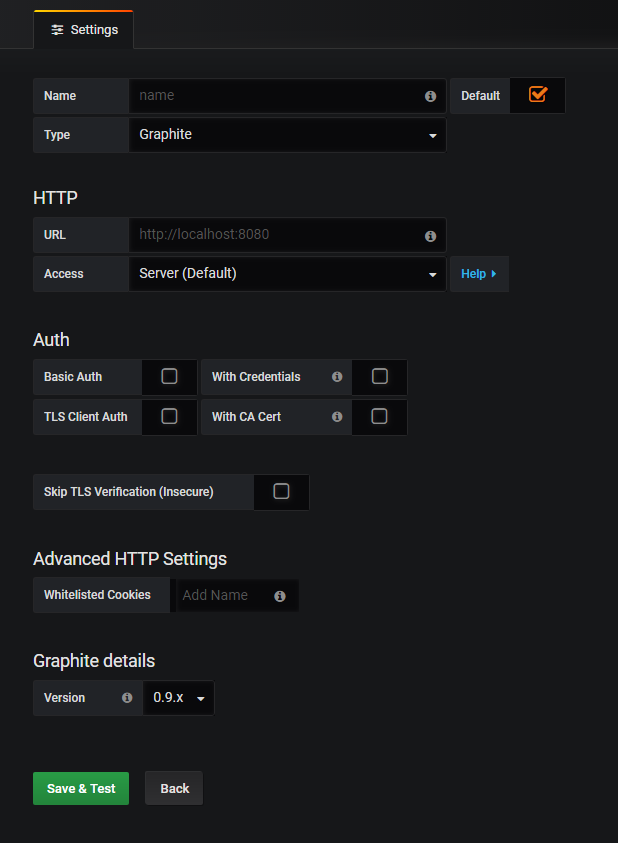 Settings
Name name Default
Type Graphite
HTTP
URL http://localhost:8080
Access Server (Default) Help
Auth
Basic Auth With Credentials
TLS Client Auth With CA Cert
Skip TLS Verification (Insecure)
Advanced HTTP Settings
Whitelisted Cookies Add Name
Graphite details
Version 0.9.x
Save & Test Back